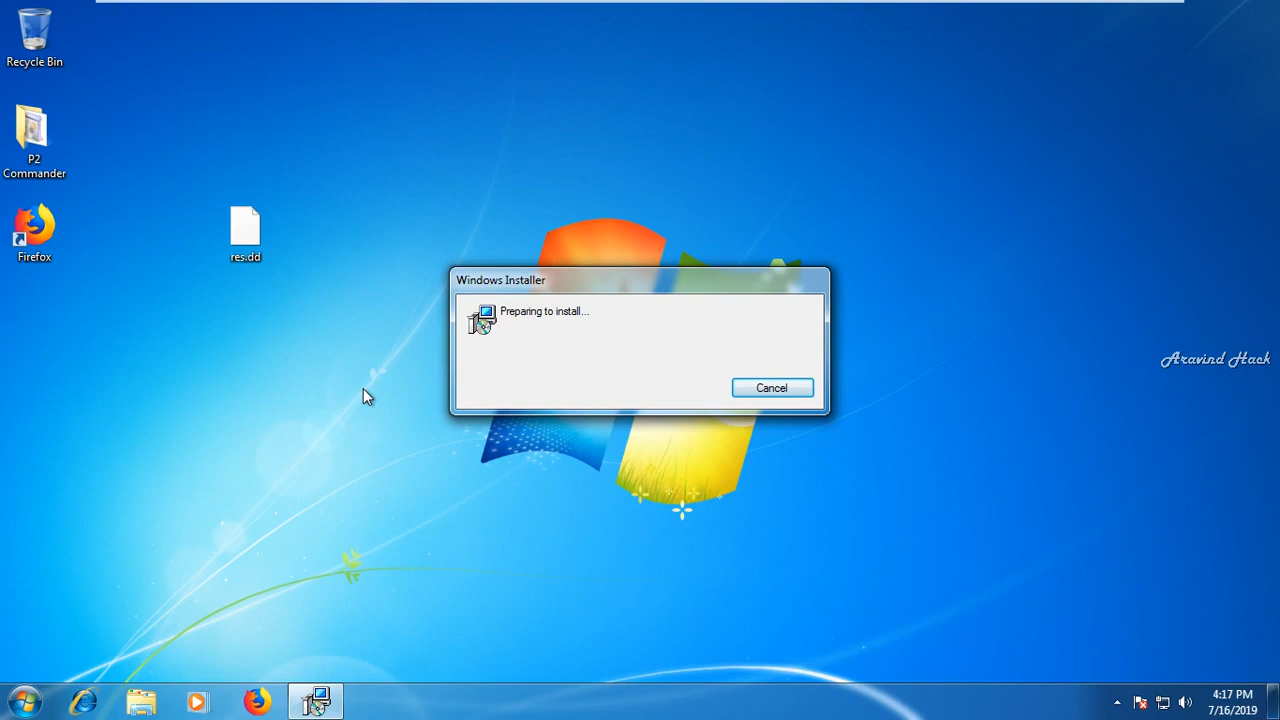 Recycle Bin
P2
Commander
Firefox
res.dd
Windows Installer
Preparing to install...
Cancel
Aravind Hack
4:17 PM
7/16/2019